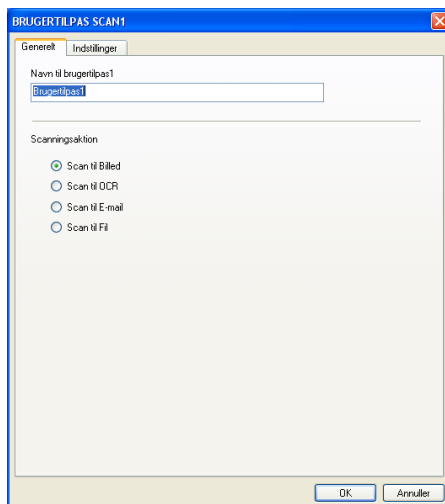 BRUGERTILPAS SCAN1
Generelt Indstillinger
Navn til brugertilpas1
Brugertilpas1
Scanningsaktion
Scan til Billed
Scan til OCR
Scan til E-mail
Scan til Fil
OK Annuller